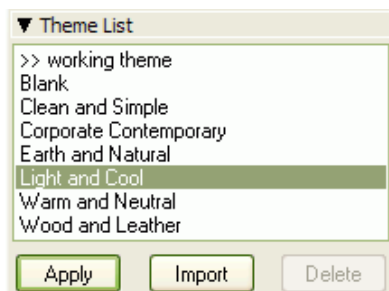 ▼ Theme List
>> working theme
Blank
Clean and Simple
Corporate Contemporary
Earth and Natural
Light and Cool
Warm and Neutral
Wood and Leather
Apply Import Delete